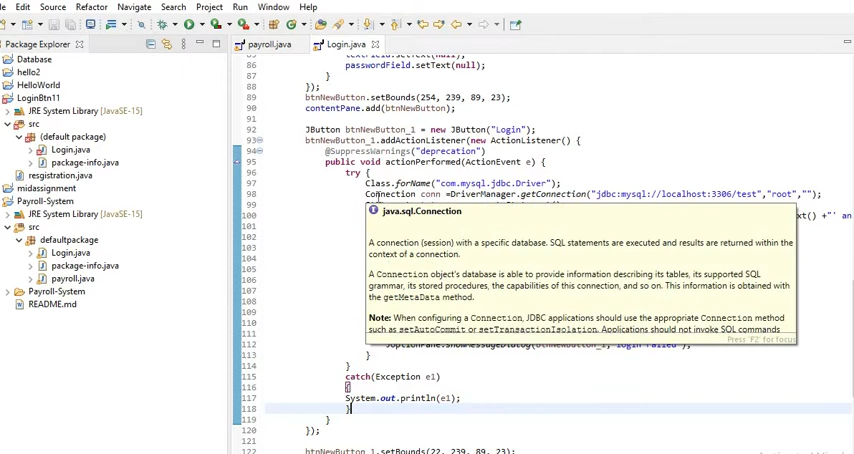 File Edit Source Refactor Navigate Search Project Run Window Help
Package Explorer
Database
hello2
HelloWorld
LoginBtn11
JRE System Library [JavaSE-15]
src
(default package)
Login.java
package-info.java
resgistration.java
midassignment
Payroll-System
JRE System Library [JavaSE-15]
src
defaultpackage
Login.java
package-info.java
payroll.java
Payroll-System
README.md
payroll.java
Login.java
85 textField.setText(null);
86 passwordField.setText(null);
87 }
88 });
89 btnNewButton.setBounds(254, 239, 89, 23);
90 contentPane.add(btnNewButton);
91
92 JButton btnNewButton_1 = new JButton("Login");
93 btnNewButton_1.addActionListener(new ActionListener() {
94 @SuppressWarnings("deprecation")
95 public void actionPerformed(ActionEvent e) {
96 try {
97 Class.forName("com.mysql.jdbc.Driver");
98 Connection conn =DriverManager.getConnection("jdbc:mysql://localhost:3306/test","root","");
99
100 java.sql.Connection ext() +"' an
101
102
103 A connection (session) with a specific database. SQL statements are executed and results are returned within the
104 context of a connection.
105
106 A Connection object's database is able to provide information describing its tables, its supported SQL
107 grammar, its stored procedures, the capabilities of this connection, and so on. This information is obtained with
108 the getMetaData method.
109
110 Note: When configuring a Connection, JDBC applications should use the appropriate Connection method
111 such as setAutoCommit or setTransactionIsolation. Applications should not invoke SQL commands
Press 'F2' for focus
112 JOptionPane.showMessageDialog(btnNewButton_1, "login Failed");
113 }
114 }
115 catch(Exception e1)
116 {
117 System.out.println(e1);
118 }
119 }
120 });
121
122 btnNewButton_1.setBounds(22, 239, 89, 23);